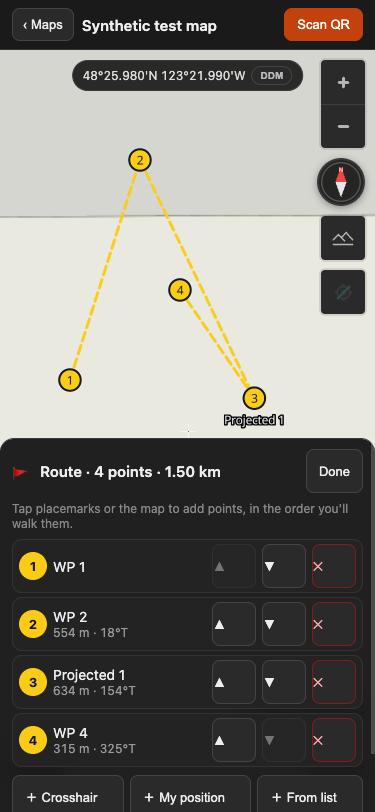 ‹ Maps Synthetic test map Scan QR
48°25.980'N 123°21.990'W DDM
+
−
2
4
1
3
Projected 1
Route · 4 points · 1.50 km Done
Tap placemarks or the map to add points, in the order you'll
walk them.
1 WP 1 ▲ ▼ ×
2 WP 2 ▲ ▼ ×
554 m · 18°T
3 Projected 1 ▲ ▼ ×
634 m · 154°T
4 WP 4 ▲ ▼ ×
315 m · 325°T
+ Crosshair + My position + From list